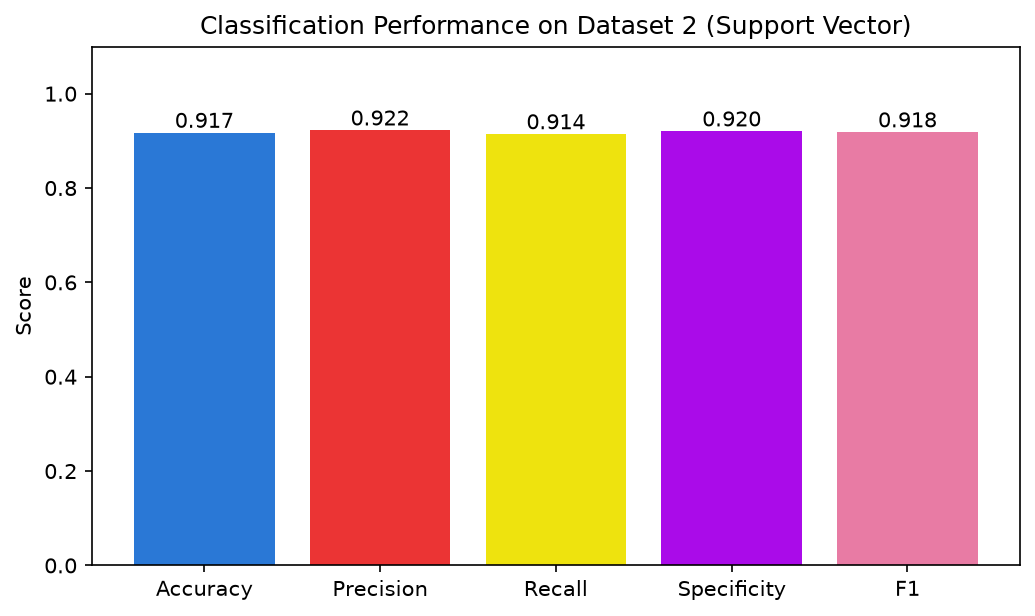 Classification Performance on Dataset 2 (Support Vector)
Score
1.0
0.8
0.6
0.4
0.2
0.0
0.917
0.922
0.914
0.920
0.918
Accuracy
Precision
Recall
Specificity
F1